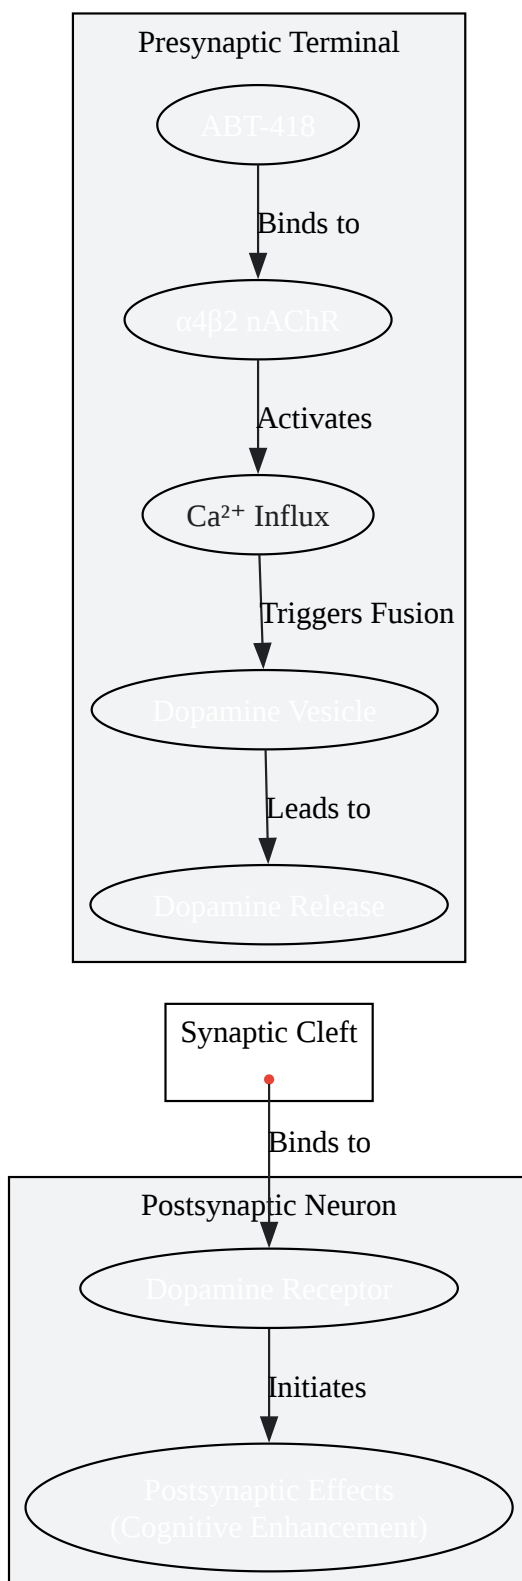 Presynaptic Terminal
ABT-418
Binds to
α4β2 nAChR
Activates
Ca²⁺ Influx
Triggers Fusion
Dopamine Vesicle
Leads to
Dopamine Release
Synaptic Cleft
Binds to
Postsynaptic Neuron
Dopamine Receptor
Initiates
Postsynaptic Effects
(Cognitive Enhancement)